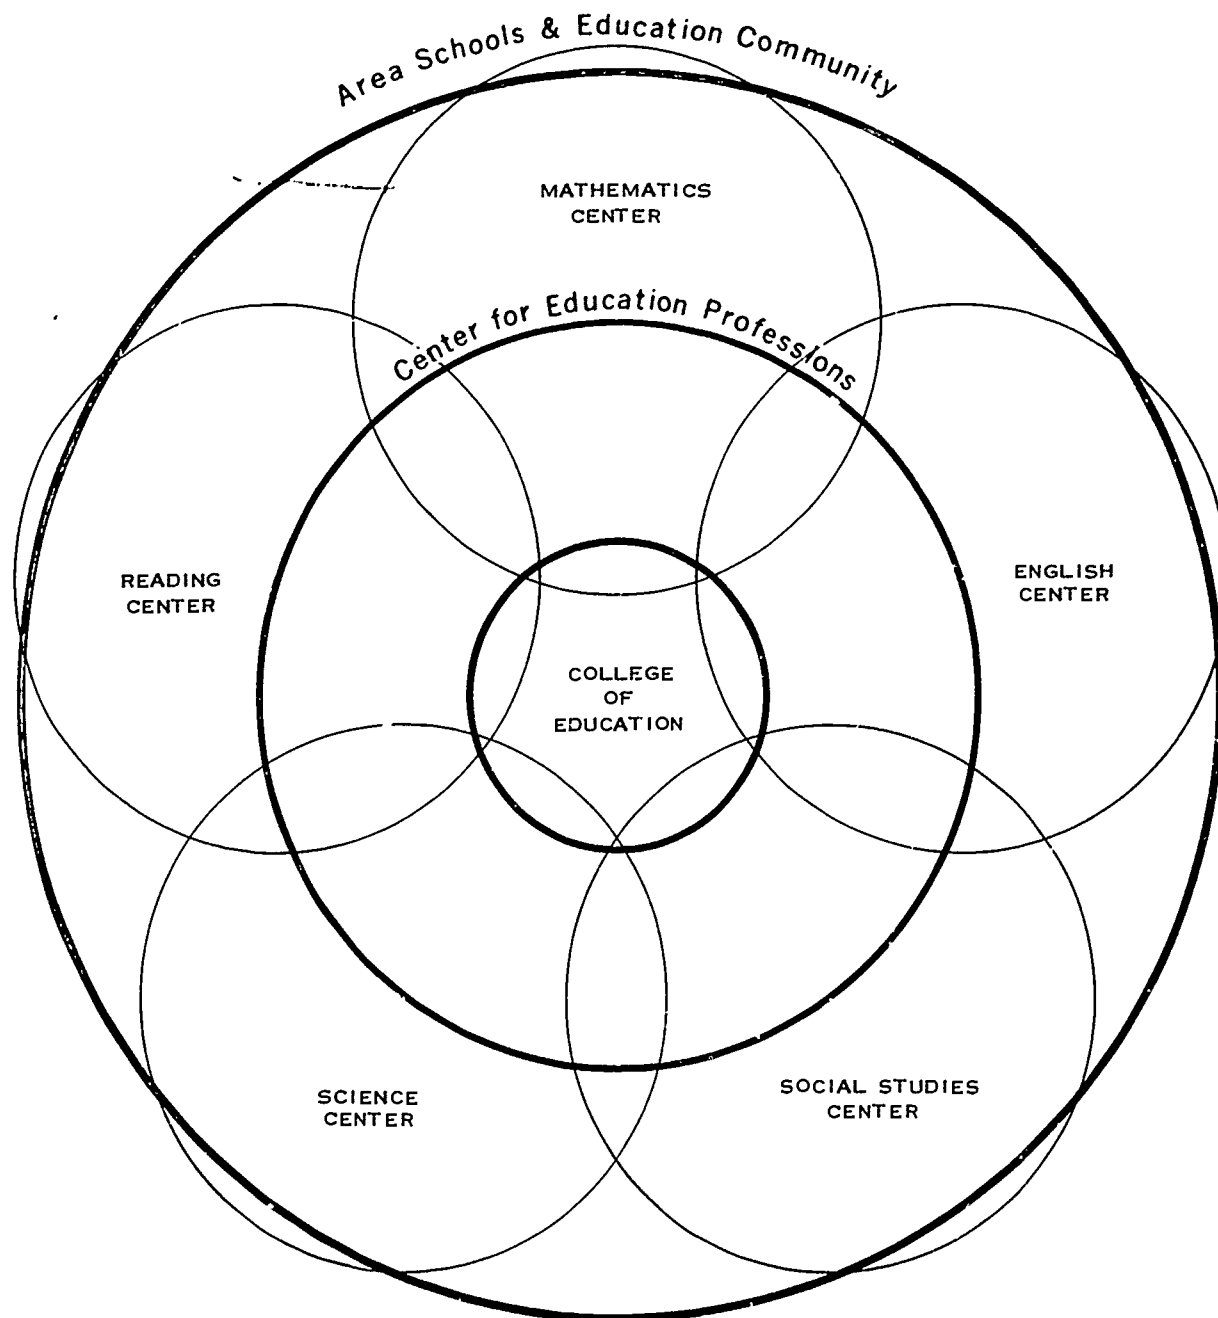 Area Schools & Education Community
MATHEMATICS
CENTER
Center for Education Professions
READING
CENTER
ENGLISH
CENTER
COLLEGE
OF
EDUCATION
SCIENCE
CENTER
SOCIAL STUDIES
CENTER